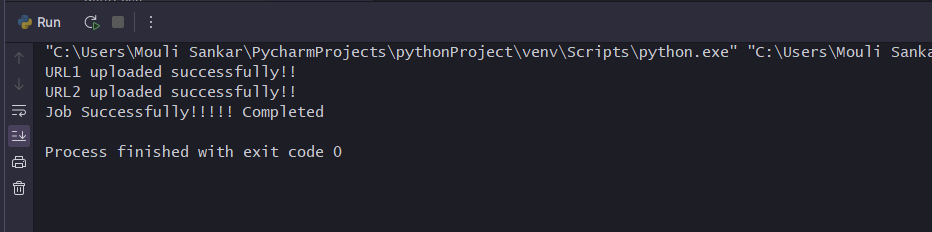 Run
"C:\Users\Mouli Sankar\PycharmProjects\pythonProject\venv\Scripts\python.exe" "C:\Users\Mouli Sanka
URL1 uploaded successfully!!
URL2 uploaded successfully!!
Job Successfully!!!!! Completed
Process finished with exit code 0